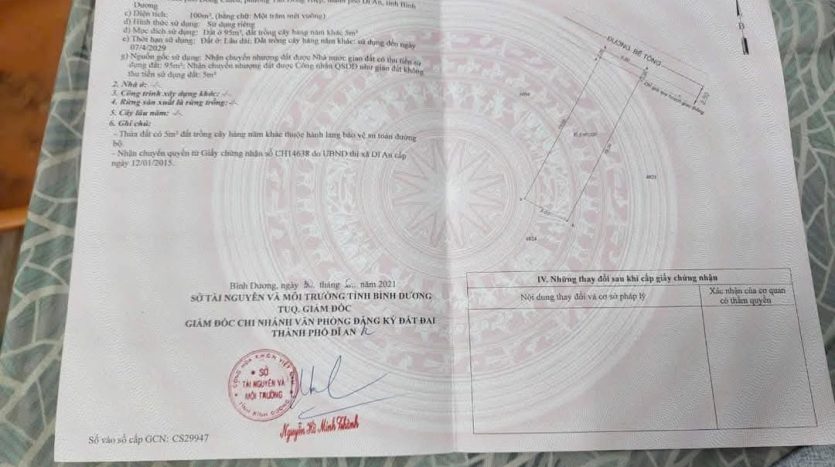 Dương
c) Diện tích: 100m², (bằng chữ: Một trăm mét vuông)
d) Hình thức sử dụng: Sử dụng riêng
đ) Mục đích sử dụng: Đất ở 95m², đất trồng cây hàng năm khác 5m²
e) Thời hạn sử dụng: Đất ở: Lâu dài; Đất trồng cây hàng năm khác: sử dụng đến ngày
07/4/2029
g) Nguồn gốc sử dụng: Nhận chuyển nhượng đất được Nhà nước giao đất có thu tiền sử
dụng đất: 95m²; Nhận chuyển nhượng đất được Công nhận QSDĐ như giao đất không
thu tiền sử dụng đất: 5m²
2. Nhà ở: -/-
3. Công trình xây dựng khác: -/-
4. Rừng sản xuất là rừng trồng: -/-
5. Cây lâu năm: -/-
6. Ghi chú:
- Thửa đất có 5m² đất trồng cây hàng năm khác thuộc hành lang bảo vệ an toàn đường
bộ.
- Nhận chuyển quyền từ Giấy chứng nhận số CH14638 do UBND thị xã Dĩ An cấp
ngày 12/01/2015.
Bình Dương, ngày tháng năm 2021
SỞ TÀI NGUYÊN VÀ MÔI TRƯỜNG TỈNH BÌNH DƯƠNG
TUQ. GIÁM ĐỐC
GIÁM ĐỐC CHI NHÁNH VĂN PHÒNG ĐĂNG KÝ ĐẤT ĐAI
THÀNH PHỐ DĨ AN
SỞ
TÀI NGUYÊN VÀ
MÔI TRƯỜNG
Nguyễn Hà Minh Thành
Số vào sổ cấp GCN: CS29947
B
ĐƯỜNG BÊ TÔNG
4824
IV. Những thay đổi sau khi cấp giấy chứng nhận
Nội dung thay đổi và cơ sở pháp lý
Xác nhận của cơ quan
có thẩm quyền